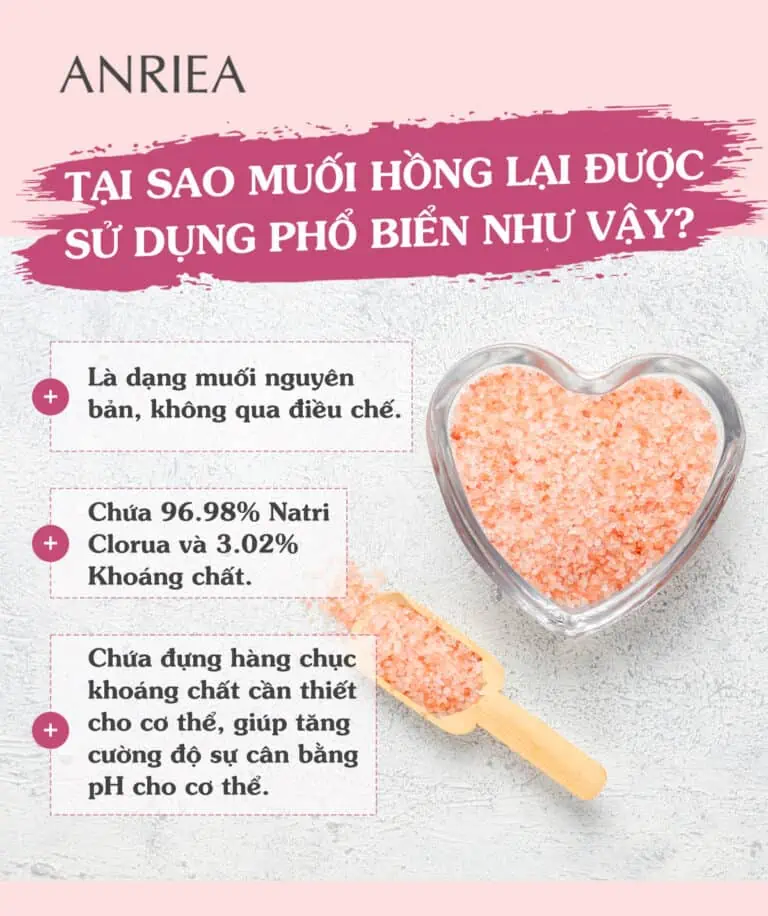 ANRIEA
TẠI SAO MUỐI HỒNG LẠI ĐƯỢC
SỬ DỤNG PHỔ BIỂN NHƯ VẬY?
Là dạng muối nguyên
bản, không qua điều chế.
Chứa 96.98% Natri
Clorua và 3.02%
Khoáng chất.
Chứa đựng hàng chục
khoáng chất cần thiết
cho cơ thể, giúp tăng
cường độ sự cân bằng
pH cho cơ thể.